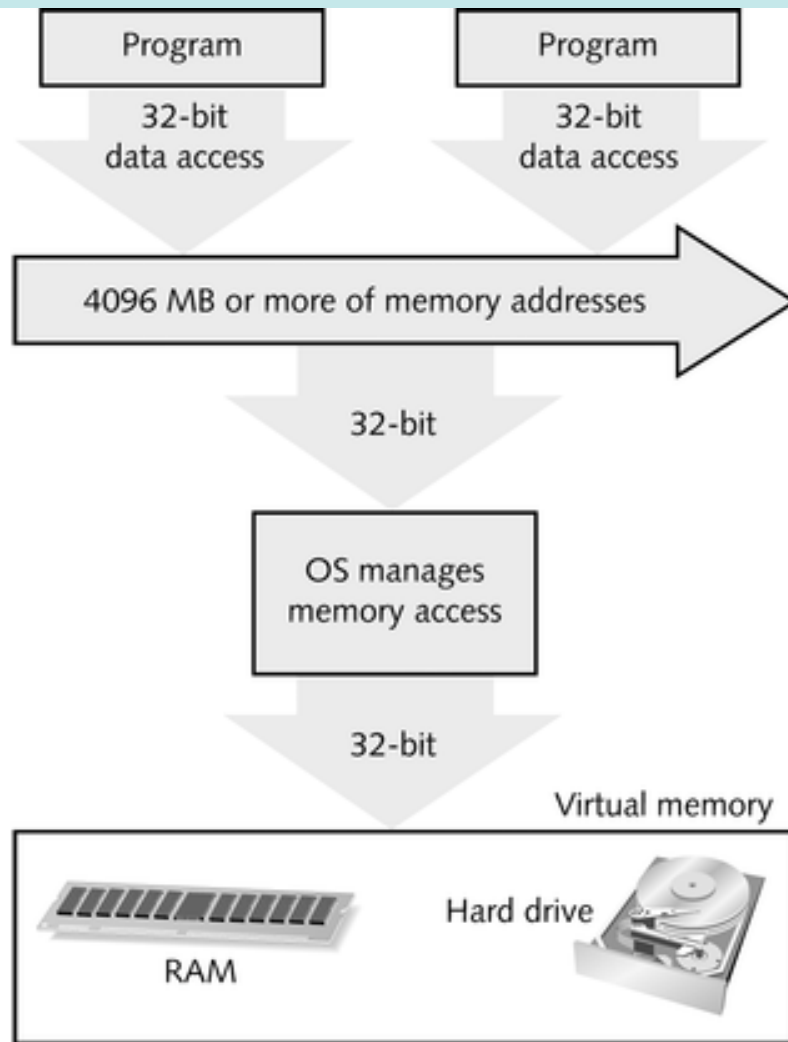 Program
Program
32-bit
data access
32-bit
data access
4096 MB or more of memory addresses
32-bit
OS manages
memory access
32-bit
Virtual memory
Hard drive
RAM